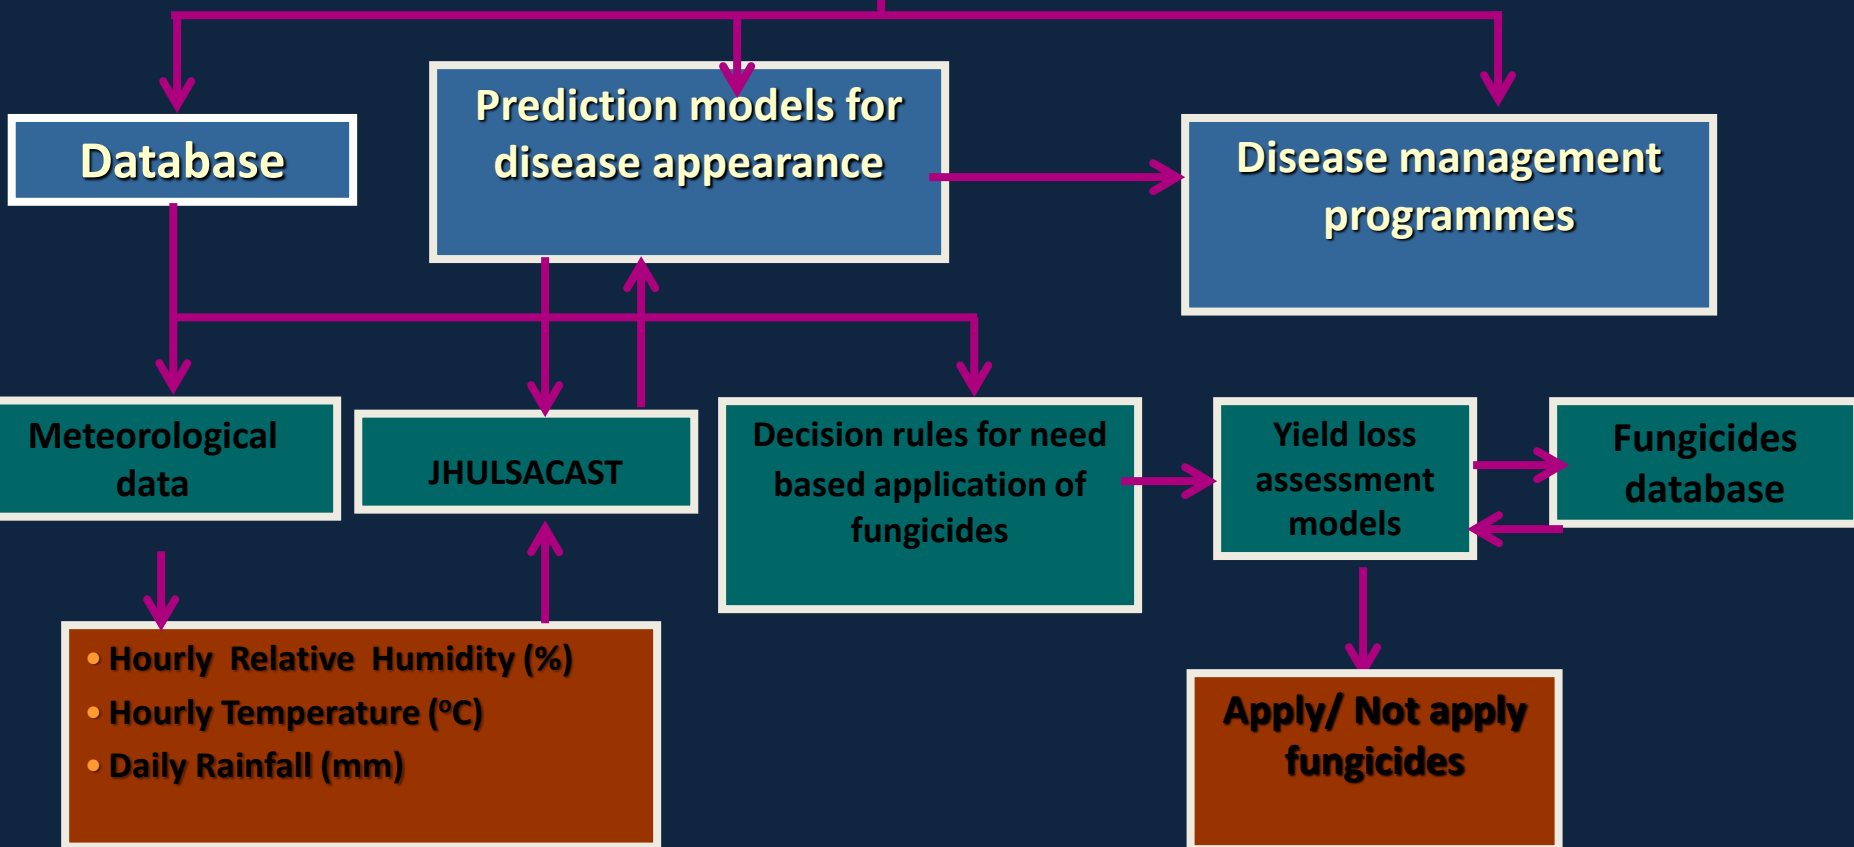 Database
Prediction models for
disease appearance
Disease management
programmes
Meteorological
data
JHULSACAST
Decision rules for need
based application of
fungicides
Yield loss
assessment
models
Fungicides
database
• Hourly Relative Humidity (%)
• Hourly Temperature (ºC)
• Daily Rainfall (mm)
Apply/ Not apply
fungicides